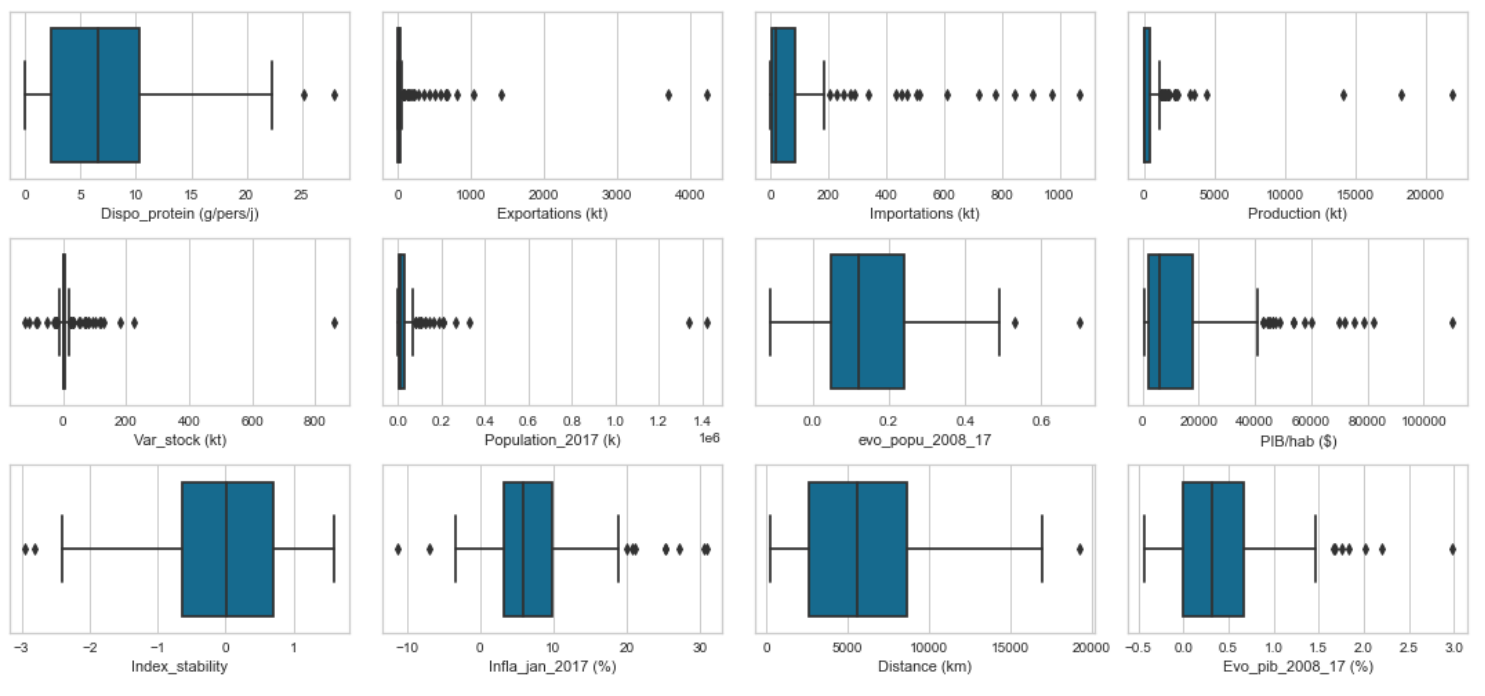 0 5 10 15 20 25
Dispo_protein (g/pers/j)
0 1000 2000 3000 4000
Exportations (kt)
0 200 400 600 800 1000
Importations (kt)
0 5000 10000 15000 20000
Production (kt)
0 200 400 600 800
Var_stock (kt)
0.0 0.2 0.4 0.6 0.8 1.0 1.2 1.4
1e6
Population_2017 (k)
0.0 0.2 0.4 0.6
evo_popu_2008_17
0 20000 40000 60000 80000 100000
PIB/hab ($)
−3 −2 −1 0 1
Index_stability
−10 0 10 20 30
Infla_jan_2017 (%)
0 5000 10000 15000 20000
Distance (km)
−0.5 0.0 0.5 1.0 1.5 2.0 2.5 3.0
Evo_pib_2008_17 (%)